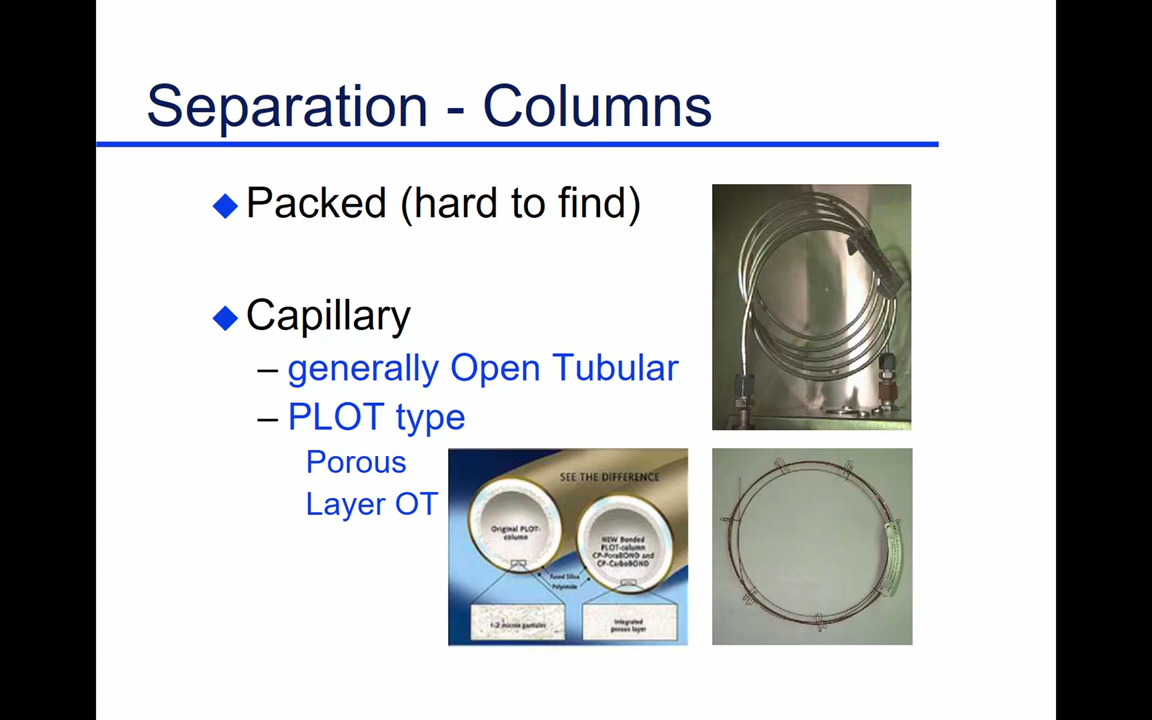 Separation - Columns
◆ Packed (hard to find)
◆ Capillary
– generally Open Tubular
– PLOT type
Porous
Layer OT
SEE THE DIFFERENCE
Original PLOT-
column
NEW Bonded
PLOT-column
CP-PoraBOND and
CP-CarboBOND
Fused Silica
Polyimide
1-2 micron particles
Integrated
porous layer